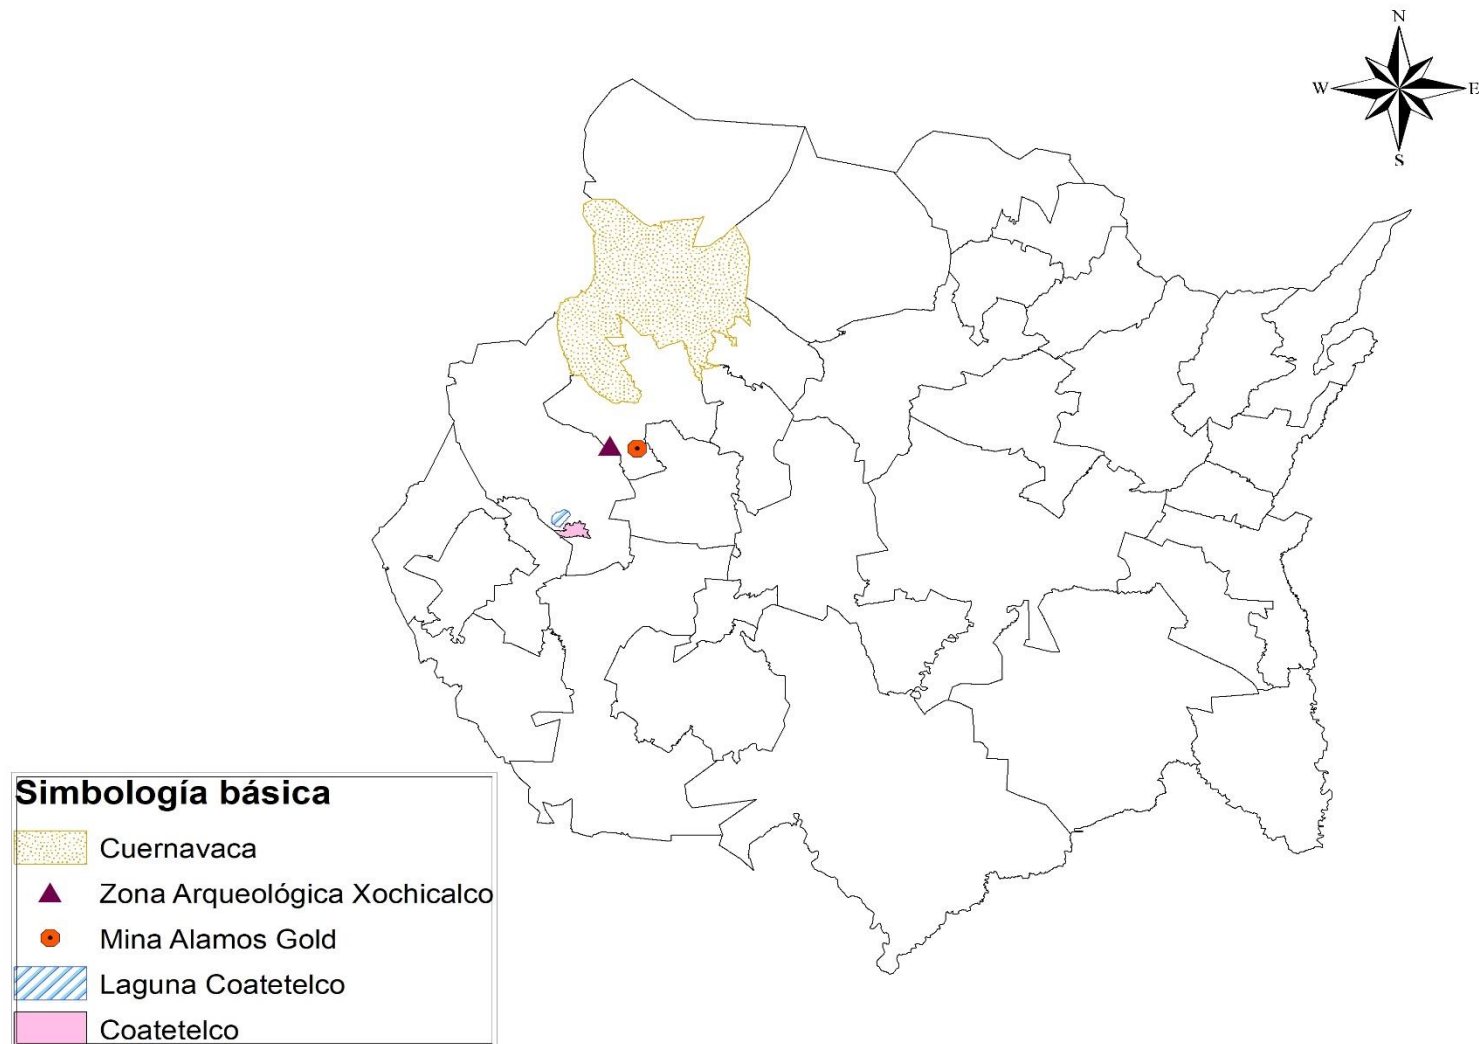 N
W
E
S
Simbología básica
Cuernavaca
Zona Arqueológica Xochicalco
Mina Alamos Gold
Laguna Coatetelco
Coatetelco